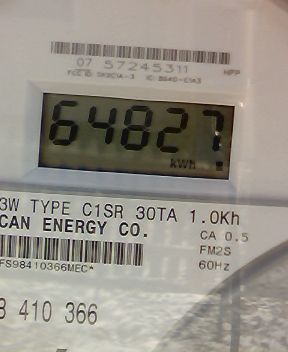 07 57245311
HPP
64827
kWh
3W TYPE C1SR 30TA 1.0Kh
CAN ENERGY CO.
CA 0.5
FM2S
60Hz
FS98410366MEC*
410 366